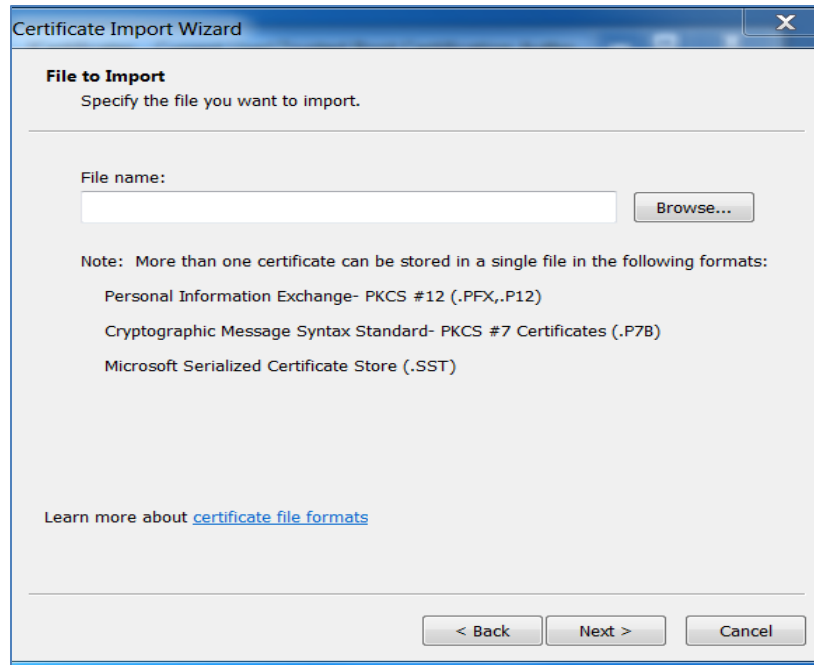 Certificate Import Wizard
X
File to Import
Specify the file you want to import.
File name:
Browse...
Note:  More than one certificate can be stored in a single file in the following formats:
Personal Information Exchange- PKCS #12 (.PFX,.P12)
Cryptographic Message Syntax Standard- PKCS #7 Certificates (.P7B)
Microsoft Serialized Certificate Store (.SST)
Learn more about certificate file formats
< Back
Next >
Cancel